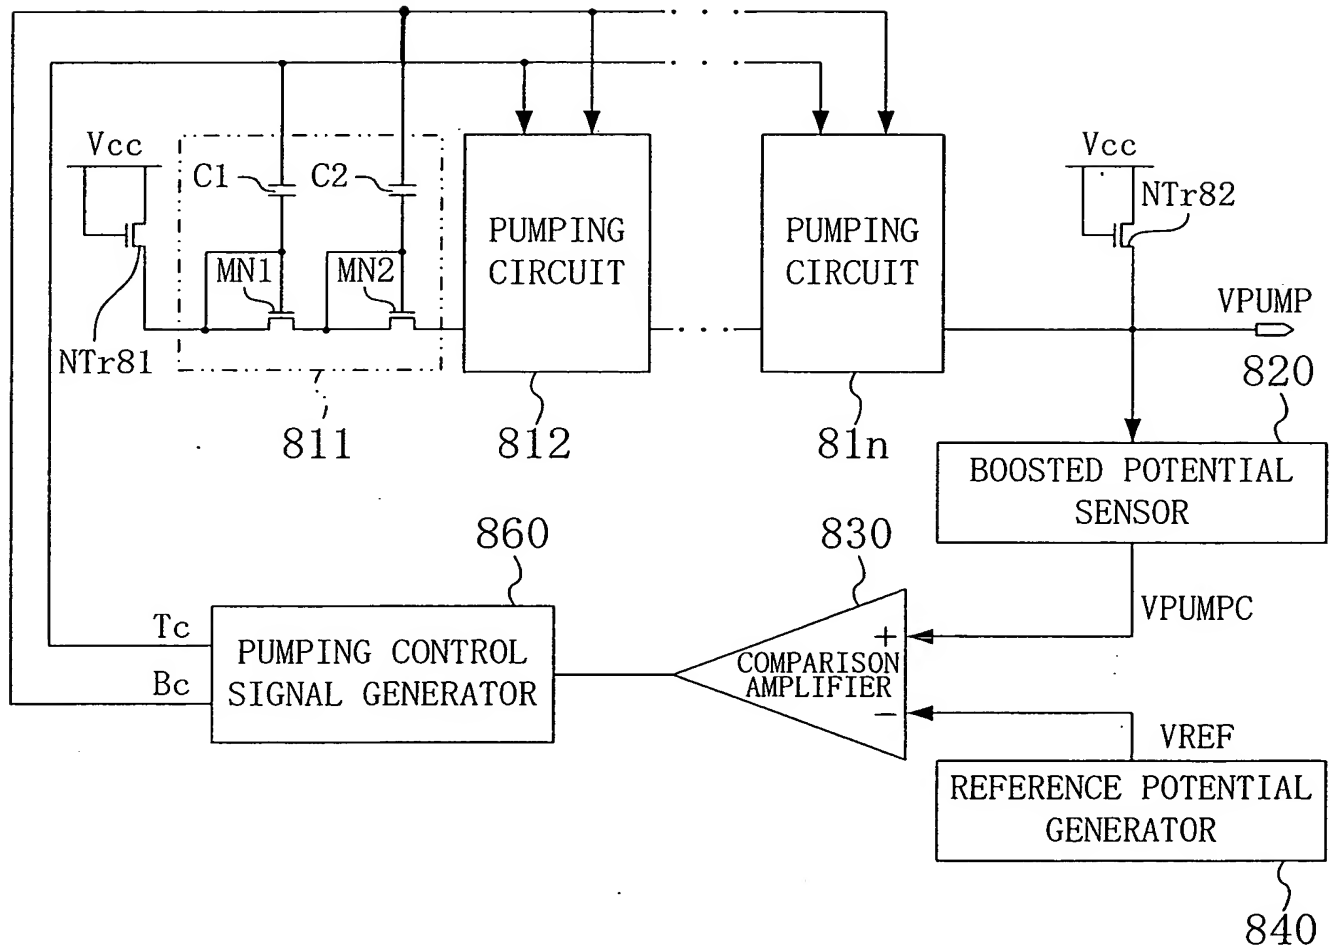 Vcc
C1
C2
MN1
MN2
NTr81
811
PUMPING
CIRCUIT
812
PUMPING
CIRCUIT
81n
Vcc
NTr82
VPUMP
820
BOOSTED POTENTIAL
SENSOR
VPUMPC
830
+
COMPARISON
AMPLIFIER
−
VREF
REFERENCE POTENTIAL
GENERATOR
840
860
PUMPING CONTROL
SIGNAL GENERATOR
Tc
Bc